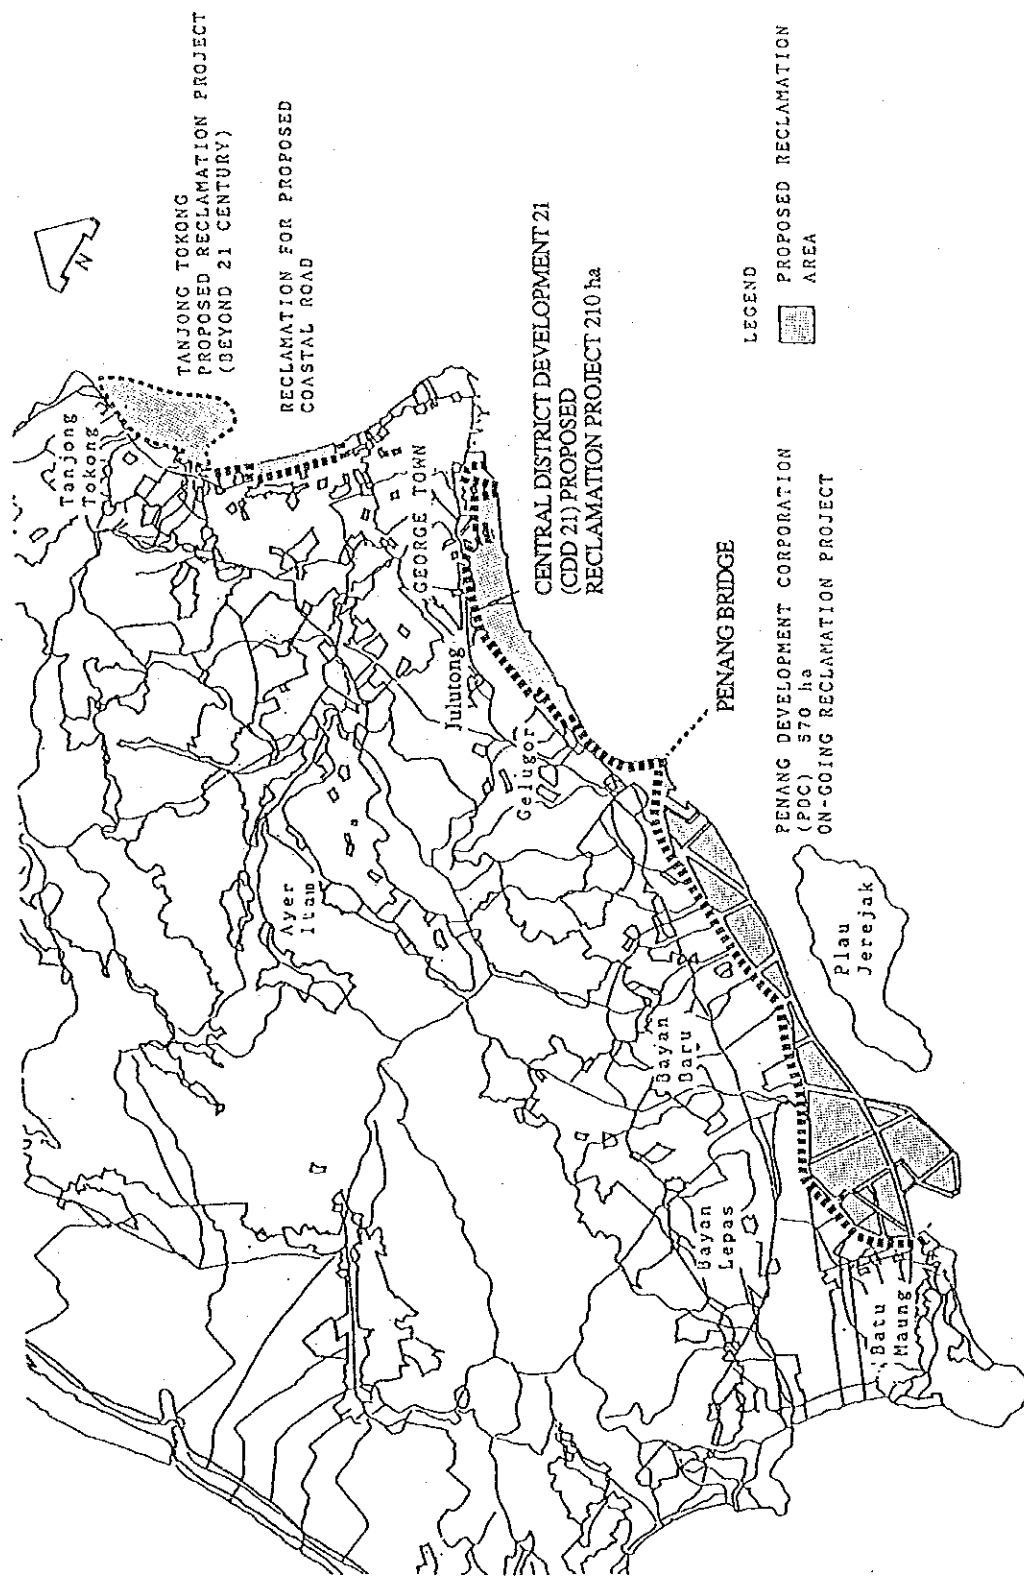 N
TANJONG TOKONG
PROPOSED RECLAMATION PROJECT
(BEYOND 21 CENTURY)
RECLAMATION FOR PROPOSED
COASTAL ROAD
Tanjong
Tokong
GEORGE TOWN
CENTRAL DISTRICT DEVELOPMENT 21
(CDD 21) PROPOSED
RECLAMATION PROJECT 210 ha
LEGEND
PROPOSED RECLAMATION
AREA
Julutong
Gelugor
PENANG BRIDGE
Ayer
Itam
PENANG DEVELOPMENT CORPORATION
(PDC) 570 ha
ON-GOING RECLAMATION PROJECT
Plau
Jerejak
Bayan
Baru
Bayan
Lepas
Batu
Maung